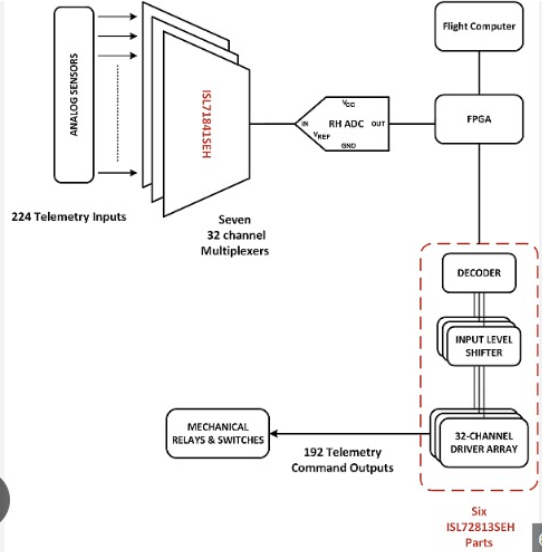 Flight Computer
ANALOG SENSORS
ISL71841SEH
VCC
IN
RH ADC
OUT
VREF
GND
FPGA
224 Telemetry Inputs
Seven
32 channel
Multiplexers
DECODER
INPUT LEVEL
SHIFTER
MECHANICAL
RELAYS & SWITCHES
32-CHANNEL
DRIVER ARRAY
192 Telemetry
Command Outputs
Six
ISL72813SEH
Parts